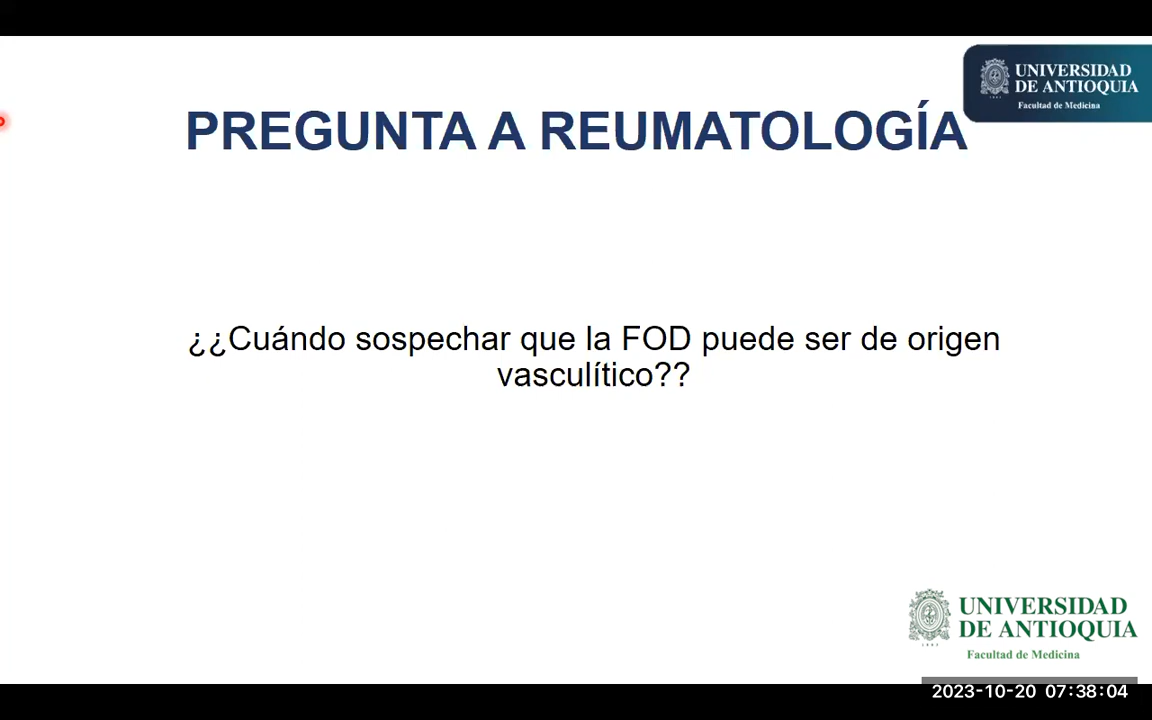 UNIVERSIDAD
DE ANTIOQUIA
Facultad de Medicina
PREGUNTA A REUMATOLOGÍA
¿¿Cuándo sospechar que la FOD puede ser de origen
vasculítico??
UNIVERSIDAD
DE ANTIOQUIA
Facultad de Medicina
2023-10-20 07:38:04